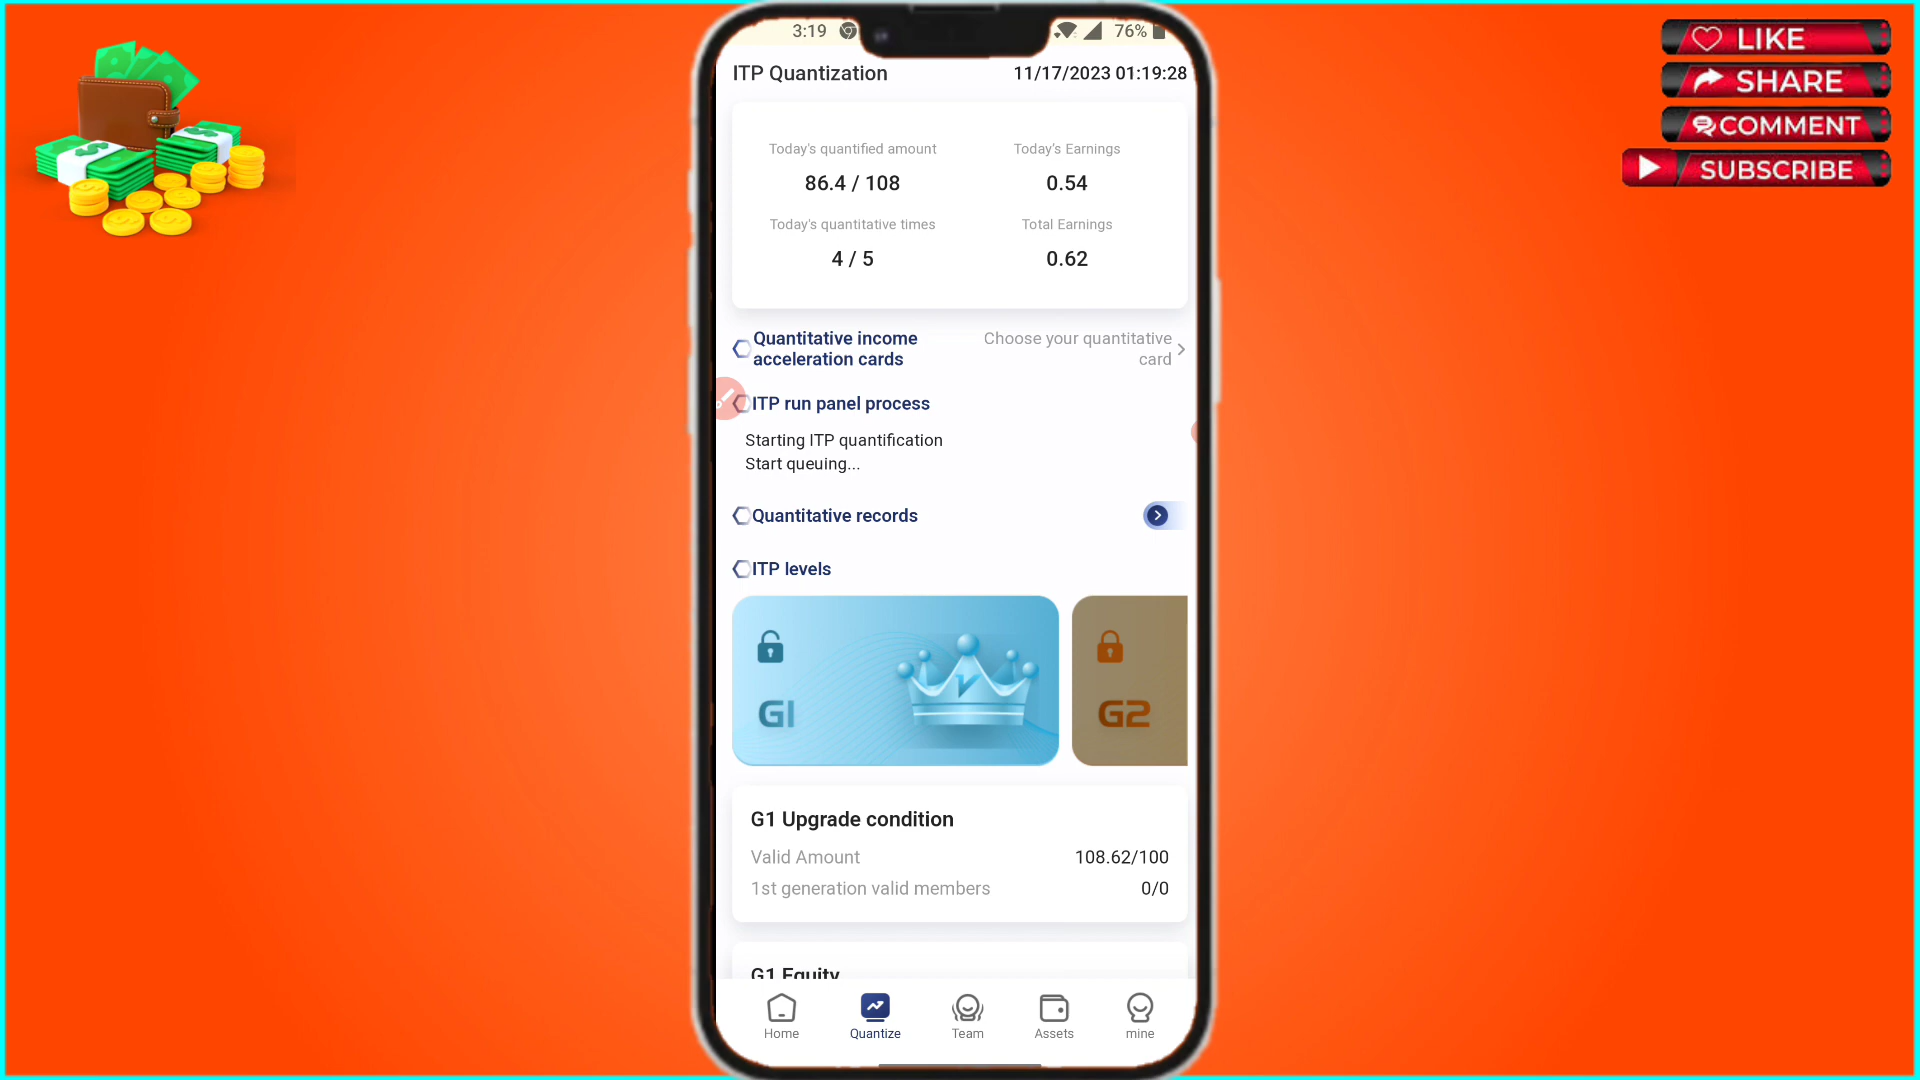 3:19
76%
ITP Quantization
11/17/2023 01:19:28
Today's quantified amount
Today's Earnings
86.4 / 108
0.54
Today's quantitative times
Total Earnings
4 / 5
0.62
Quantitative income
acceleration cards
Choose your quantitative
card
ITP run panel process
Starting ITP quantification
Start queuing...
Quantitative records
ITP levels
G1
G2
G1 Upgrade condition
Valid Amount
108.62/100
1st generation valid members
0/0
G1 Equity
Home
Quantize
Team
Assets
mine
LIKE
SHARE
COMMENT
SUBSCRIBE